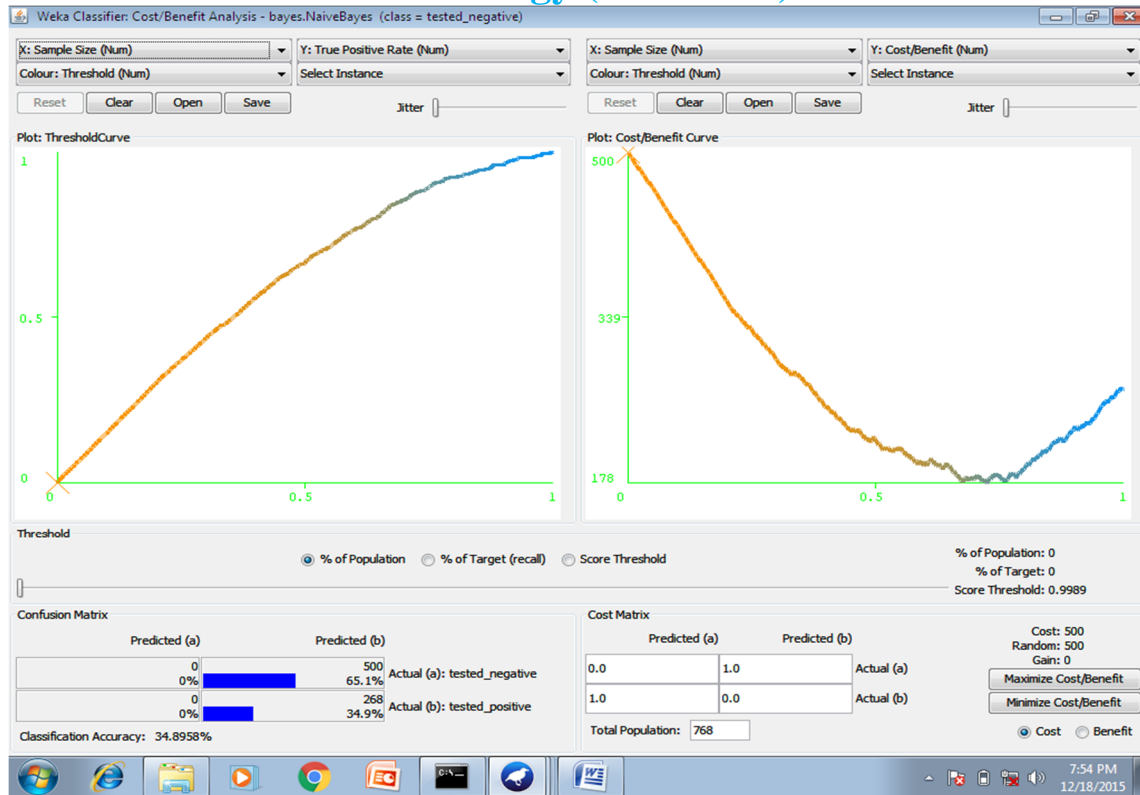 Weka Classifier: Cost/Benefit Analysis - bayes.NaiveBayes (class = tested_negative)
X: Sample Size (Num)
Y: True Positive Rate (Num)
Colour: Threshold (Num)
Select Instance
Reset
Clear
Open
Save
Jitter
Plot: ThresholdCurve
1
0.5
0
0
0.5
1
X: Sample Size (Num)
Y: Cost/Benefit (Num)
Colour: Threshold (Num)
Select Instance
Reset
Clear
Open
Save
Jitter
Plot: Cost/Benefit Curve
500
339
178
0
0.5
1
Threshold
% of Population
% of Target (recall)
Score Threshold
% of Population: 0
% of Target: 0
Score Threshold: 0.9989
Confusion Matrix
Predicted (a) Predicted (b)
0 500
0% 65.1%
Actual (a): tested_negative
0 268
0% 34.9%
Actual (b): tested_positive
Classification Accuracy: 34.8958%
Cost Matrix
Predicted (a) Predicted (b)
0.0 1.0 Actual (a)
1.0 0.0 Actual (b)
Total Population: 768
Cost: 500
Random: 500
Gain: 0
Maximize Cost/Benefit
Minimize Cost/Benefit
Cost
Benefit
7:54 PM
12/18/2015